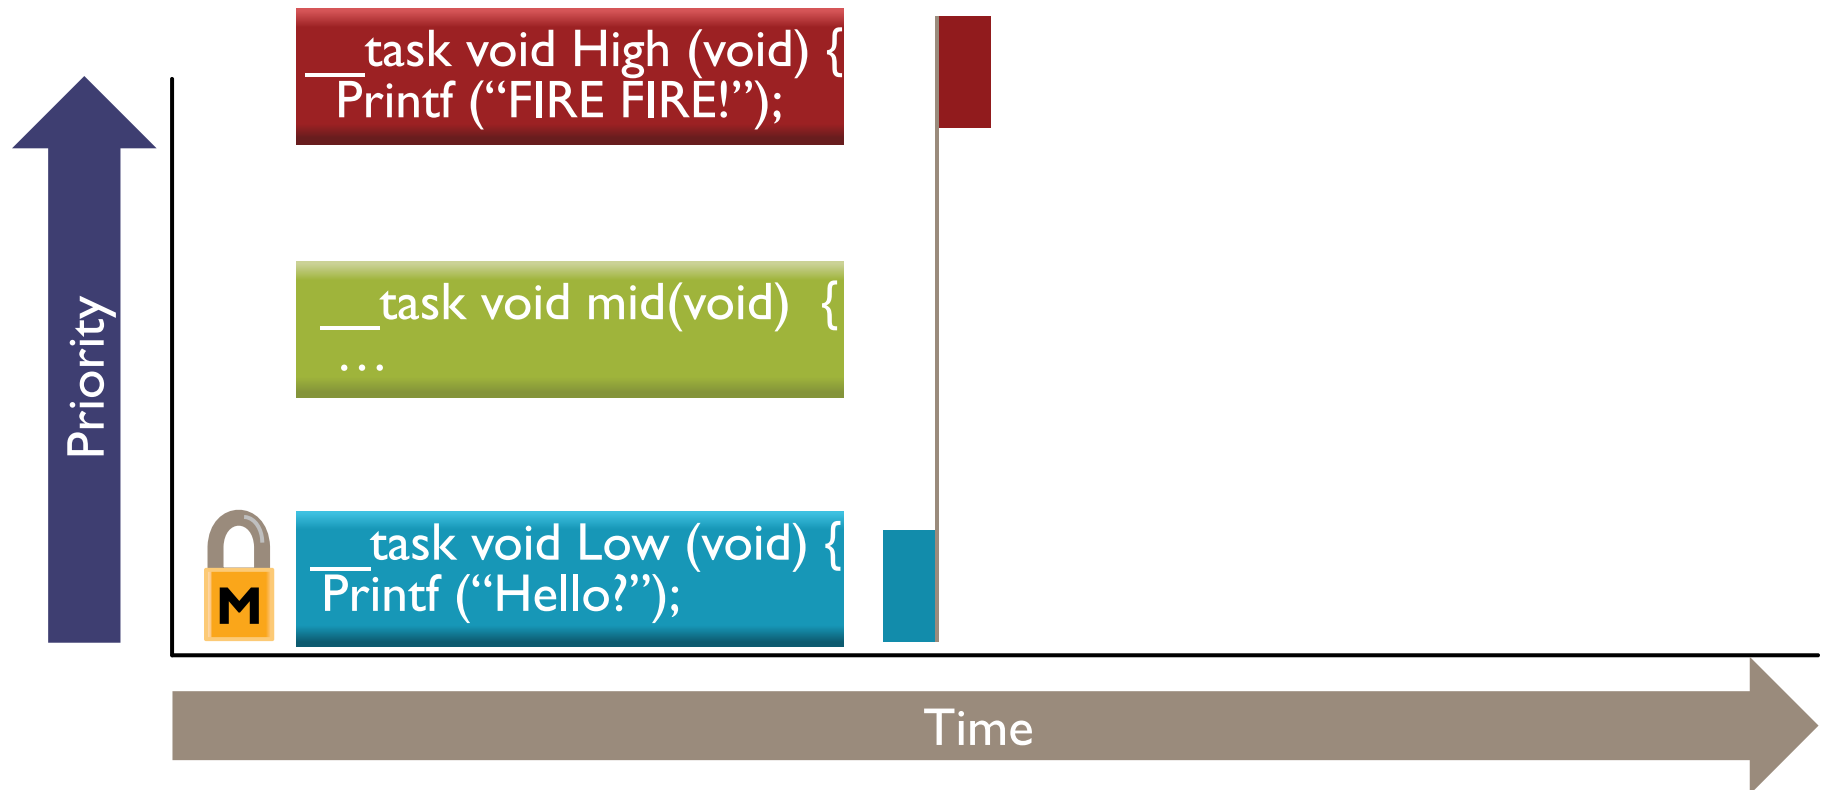 __task void High (void) {
Printf (“FIRE FIRE!”);
__task void mid(void) {
…
Priority
__task void Low (void) {
Printf (“Hello?”);
M
Time